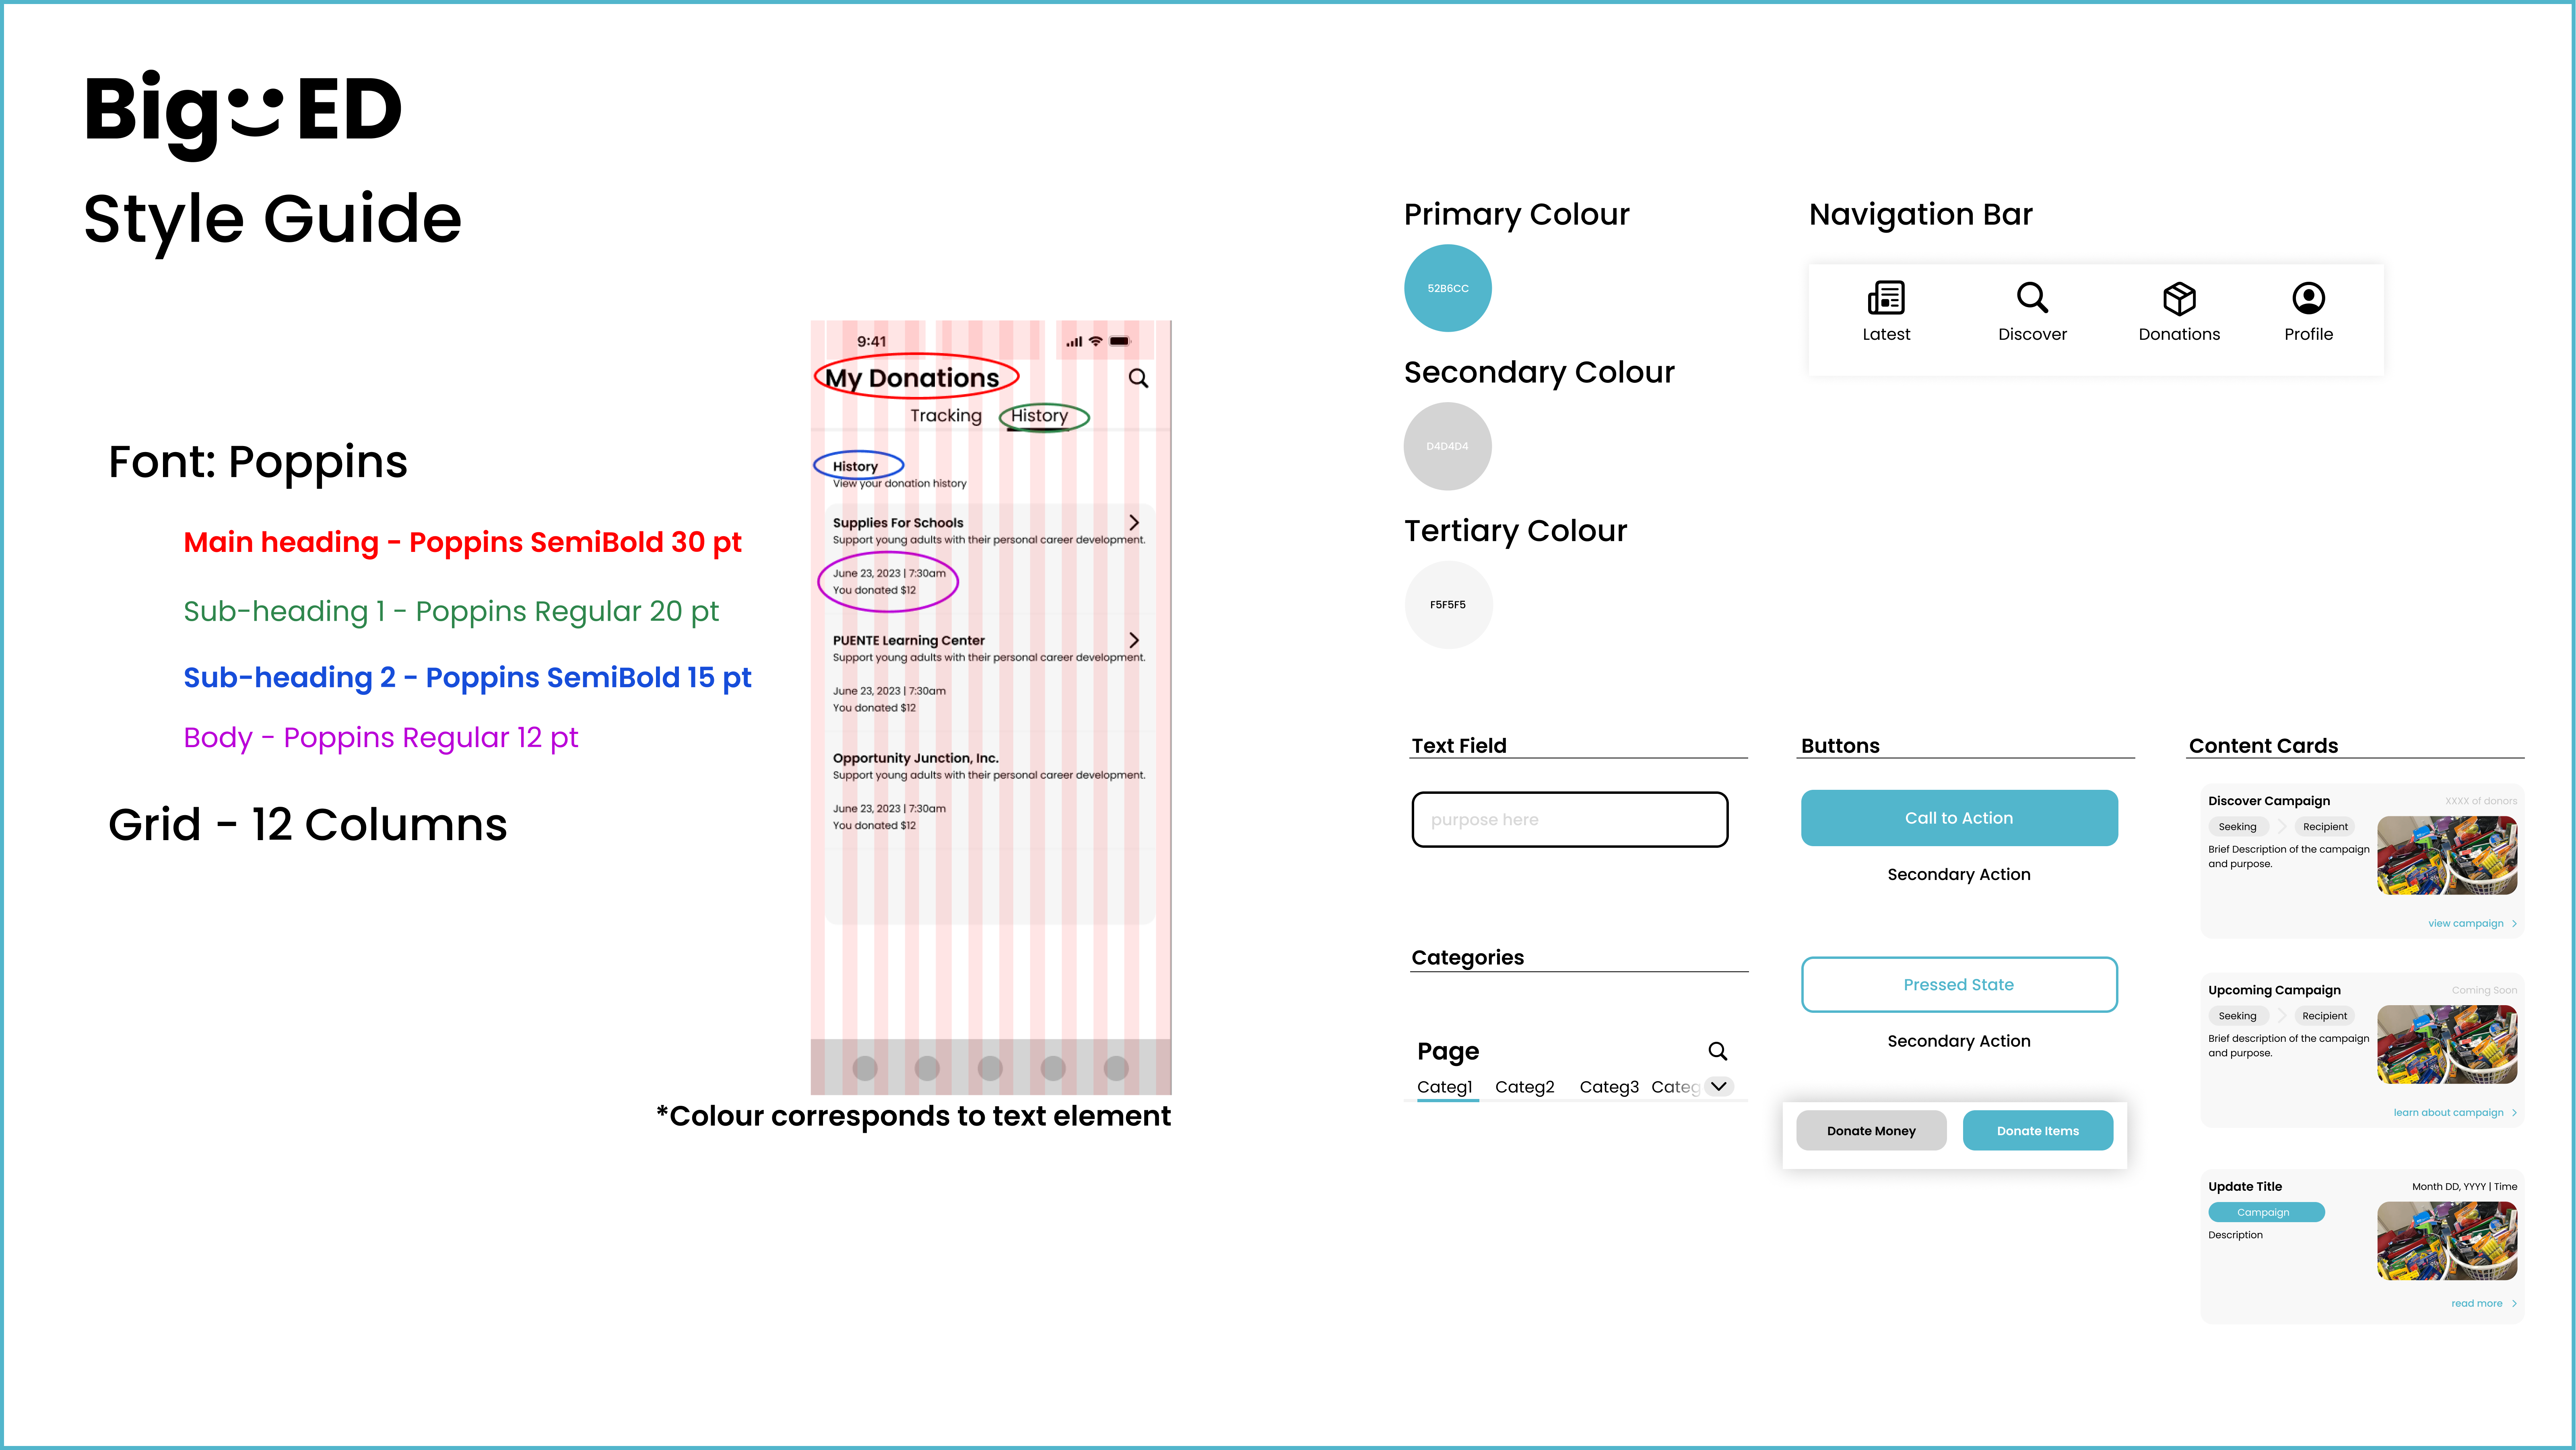 Big ED
Style Guide
Font: Poppins
Main heading - Poppins SemiBold 30 pt
Sub-heading 1 - Poppins Regular 20 pt
Sub-heading 2 - Poppins SemiBold 15 pt
Body - Poppins Regular 12 pt
Grid - 12 Columns
9:41
My Donations
Tracking History
History
View your donation history
Supplies For Schools
Support young adults with their personal career development.
June 23, 2023 | 7:30am
You donated $12
PUENTE Learning Center
Support young adults with their personal career development.
June 23, 2023 | 7:30am
You donated $12
Opportunity Junction, Inc.
Support young adults with their personal career development.
June 23, 2023 | 7:30am
You donated $12
*Colour corresponds to text element
Primary Colour
52B6CC
Secondary Colour
D4D4D4
Tertiary Colour
F5F5F5
Navigation Bar
Latest Discover Donations Profile
Text Field
purpose here
Categories
Page
Categ1 Categ2 Categ3 Categ
Buttons
Call to Action
Secondary Action
Pressed State
Secondary Action
Donate Money Donate Items
Content Cards
Discover Campaign XXXX of donors
Seeking Recipient
Brief Description of the campaign
and purpose.
view campaign
Upcoming Campaign Coming Soon
Seeking Recipient
Brief description of the campaign
and purpose.
learn about campaign
Update Title Month DD, YYYY | Time
Campaign
Description
read more